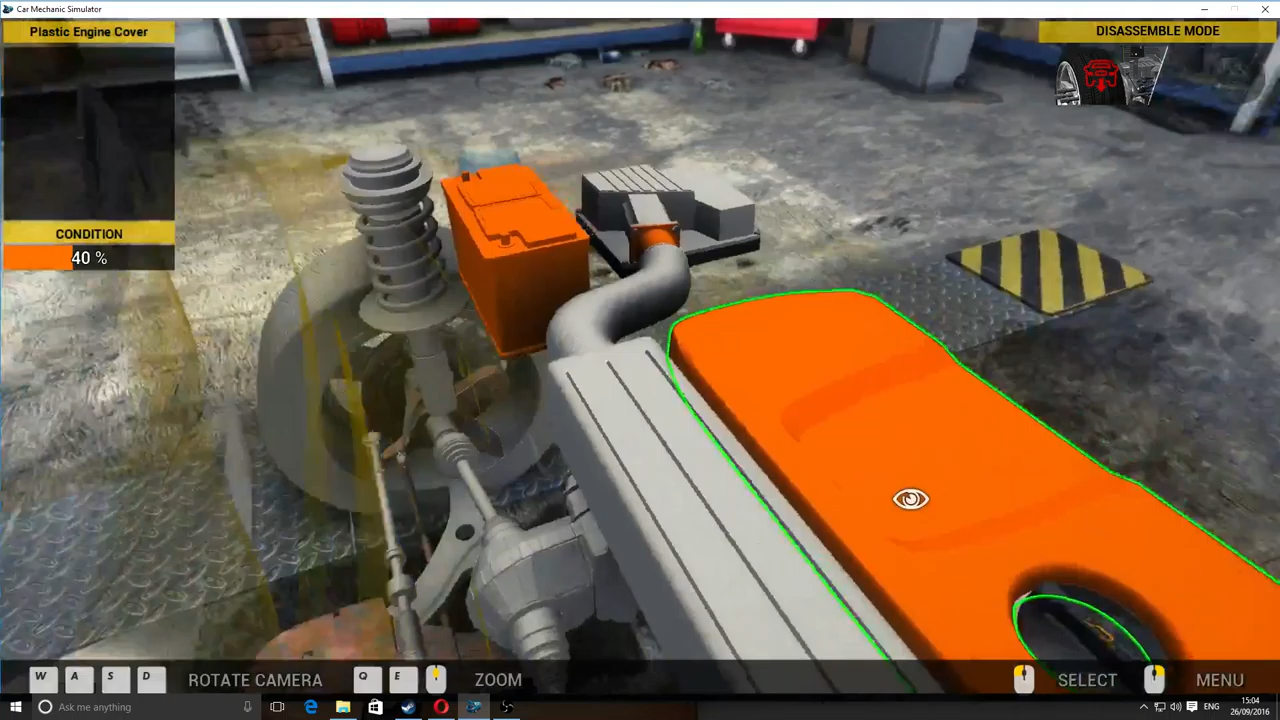 Car Mechanic Simulator
Plastic Engine Cover
DISASSEMBLE MODE
CONDITION
40 %
W A S D ROTATE CAMERA Q E ZOOM SELECT MENU
Ask me anything
ENG
15:04
26/09/2016